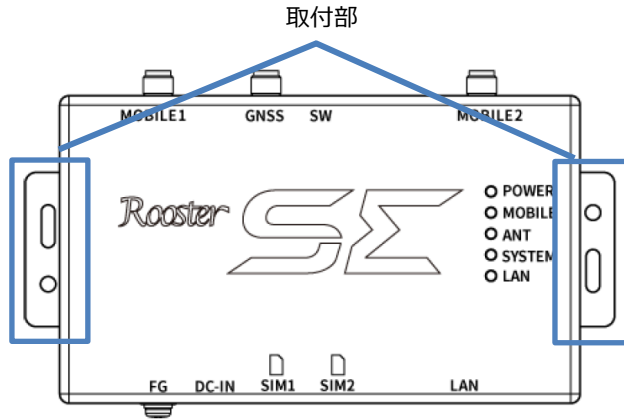 取付部
MOBILE1 GNSS SW MOBILE2
Rooster SE
POWER
MOBILE
ANT
SYSTEM
LAN
FG DC-IN SIM1 SIM2 LAN